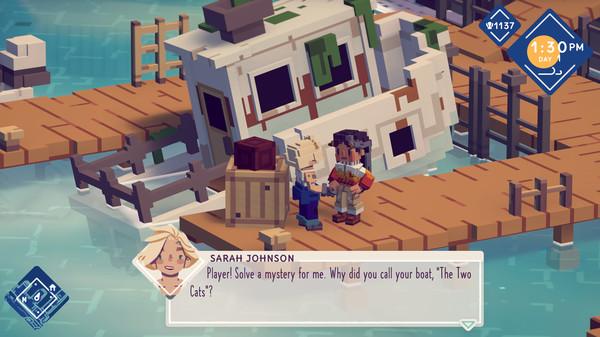 1137
1:30 PM
DAY 1
SARAH JOHNSON
Player! Solve a mystery for me. Why did you call your boat, "The Two
Cats"?
N